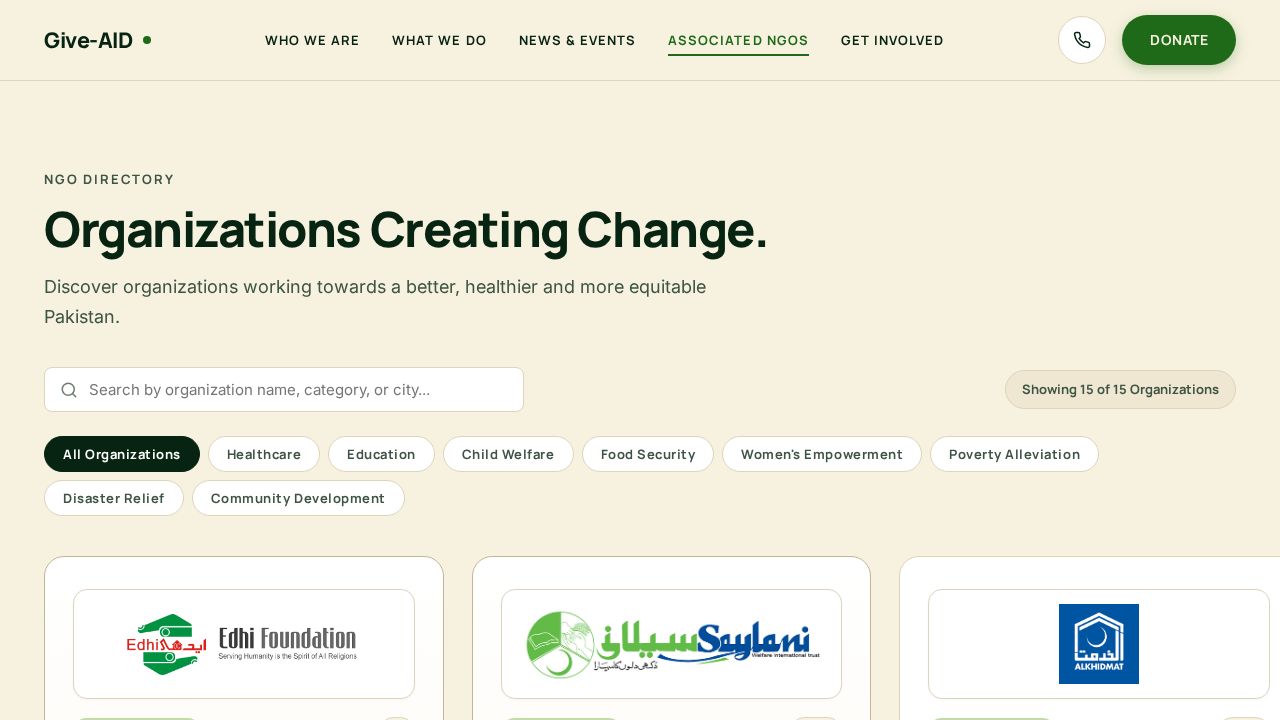 Give-AID
WHO WE ARE
WHAT WE DO
NEWS & EVENTS
ASSOCIATED NGOS
GET INVOLVED
DONATE
NGO DIRECTORY
Organizations Creating Change.
Discover organizations working towards a better, healthier and more equitable
Pakistan.
Search by organization name, category, or city...
Showing 15 of 15 Organizations
All Organizations
Healthcare
Education
Child Welfare
Food Security
Women's Empowerment
Poverty Alleviation
Disaster Relief
Community Development
Edhi ایدھی
Edhi Foundation
Serving Humanity is the Spirit of All Religions
سیلانی Saylani
Welfare International trust
الخدمت
ALKHIDMAT